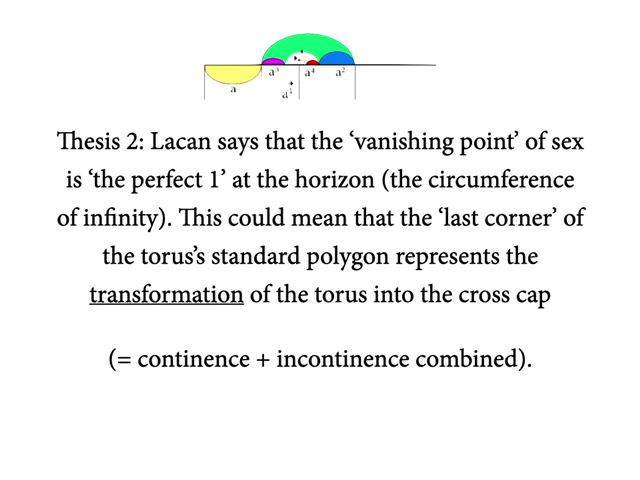 a³ a⁴ a²
a
a³
Thesis 2: Lacan says that the ‘vanishing point’ of sex
is ‘the perfect 1’ at the horizon (the circumference
of infinity). This could mean that the ‘last corner’ of
the torus’s standard polygon represents the
transformation of the torus into the cross cap
(= continence + incontinence combined).